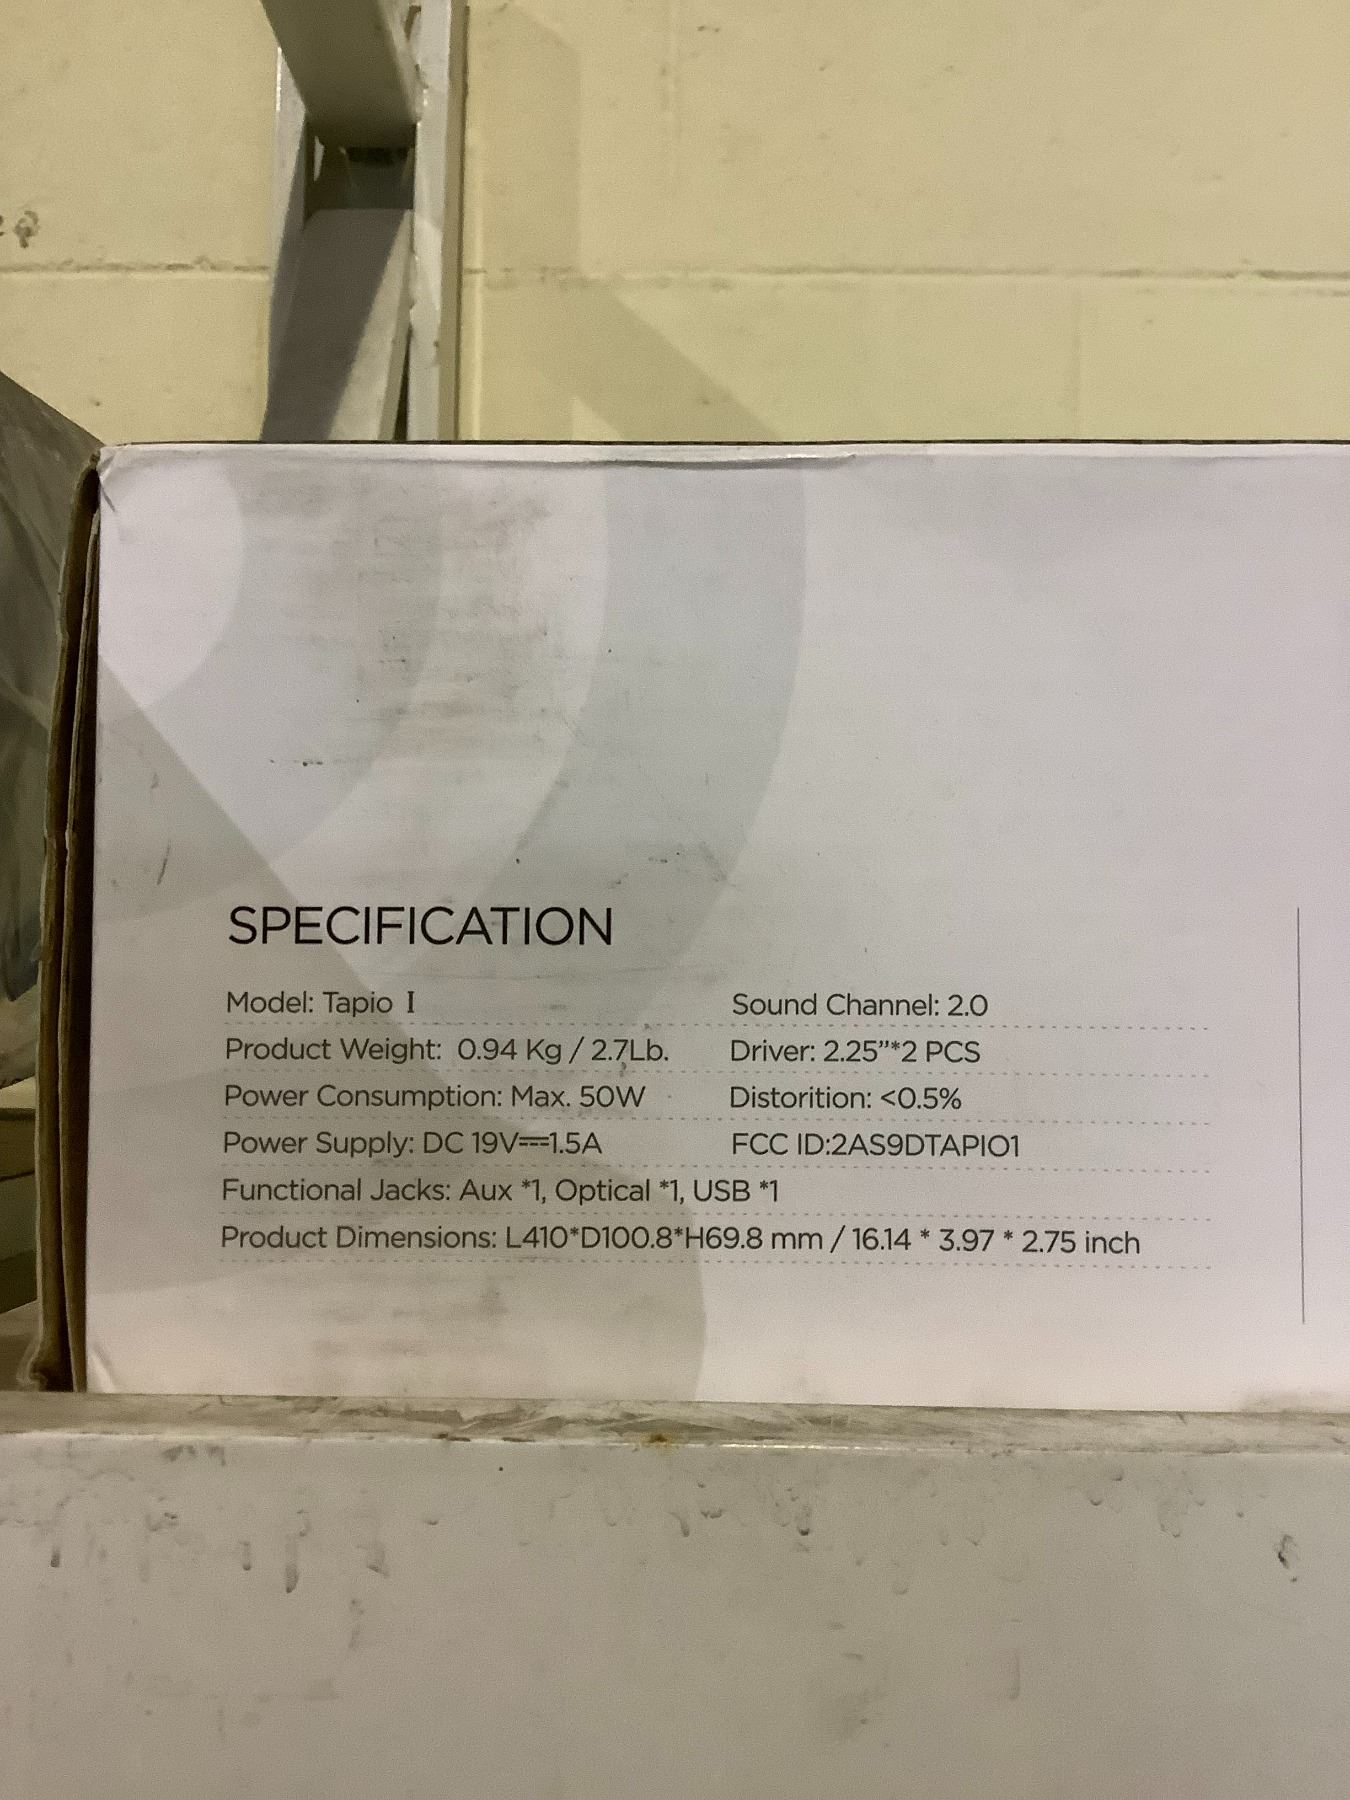 SPECIFICATION
Model: Tapio I
Sound Channel: 2.0
Product Weight: 0.94 Kg / 2.7Lb.
Driver: 2.25”*2 PCS
Power Consumption: Max. 50W
Distorition: <0.5%
Power Supply: DC 19V⎓1.5A
FCC ID:2AS9DTAPIO1
Functional Jacks: Aux *1, Optical *1, USB *1
Product Dimensions: L410*D100.8*H69.8 mm / 16.14 * 3.97 * 2.75 inch